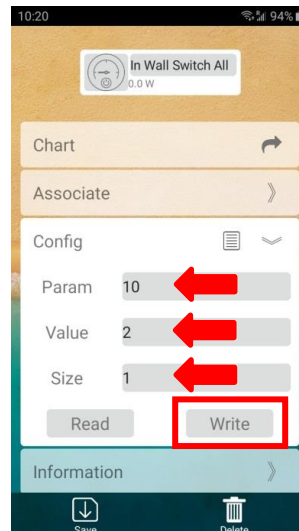 10:20 94%
In Wall Switch All
0.0 W
Chart
Associate
Config
Param 10
Value 2
Size 1
Read Write
Information
Save Delete